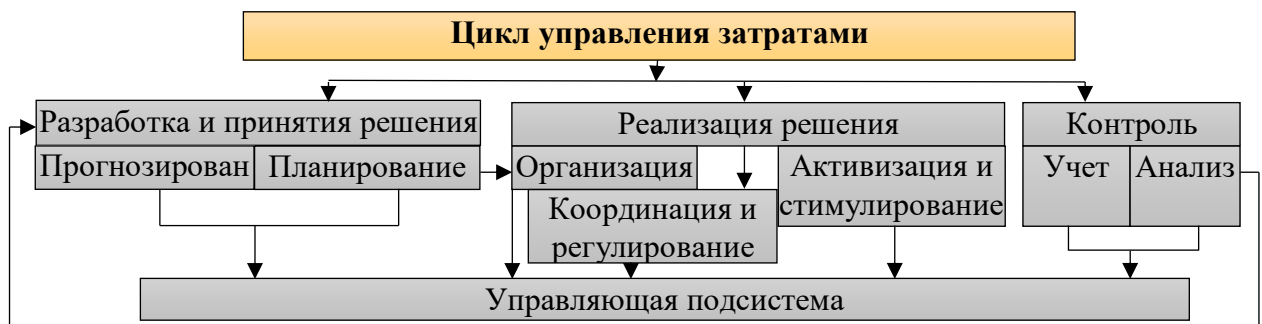 Цикл управления затратами
Разработка и принятия решения
Прогнозирован
Планирование
Реализация решения
Организация
Координация и
регулирование
Активизация и
стимулирование
Контроль
Учет
Анализ
Управляющая подсистема